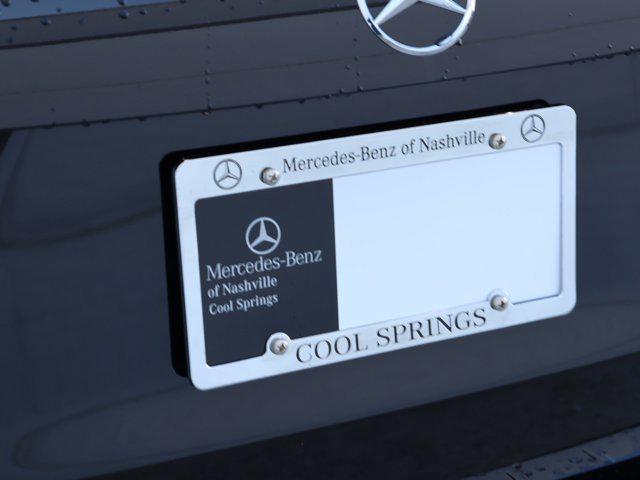 Mercedes-Benz of Nashville
Mercedes-Benz
of Nashville
Cool Springs
COOL SPRINGS